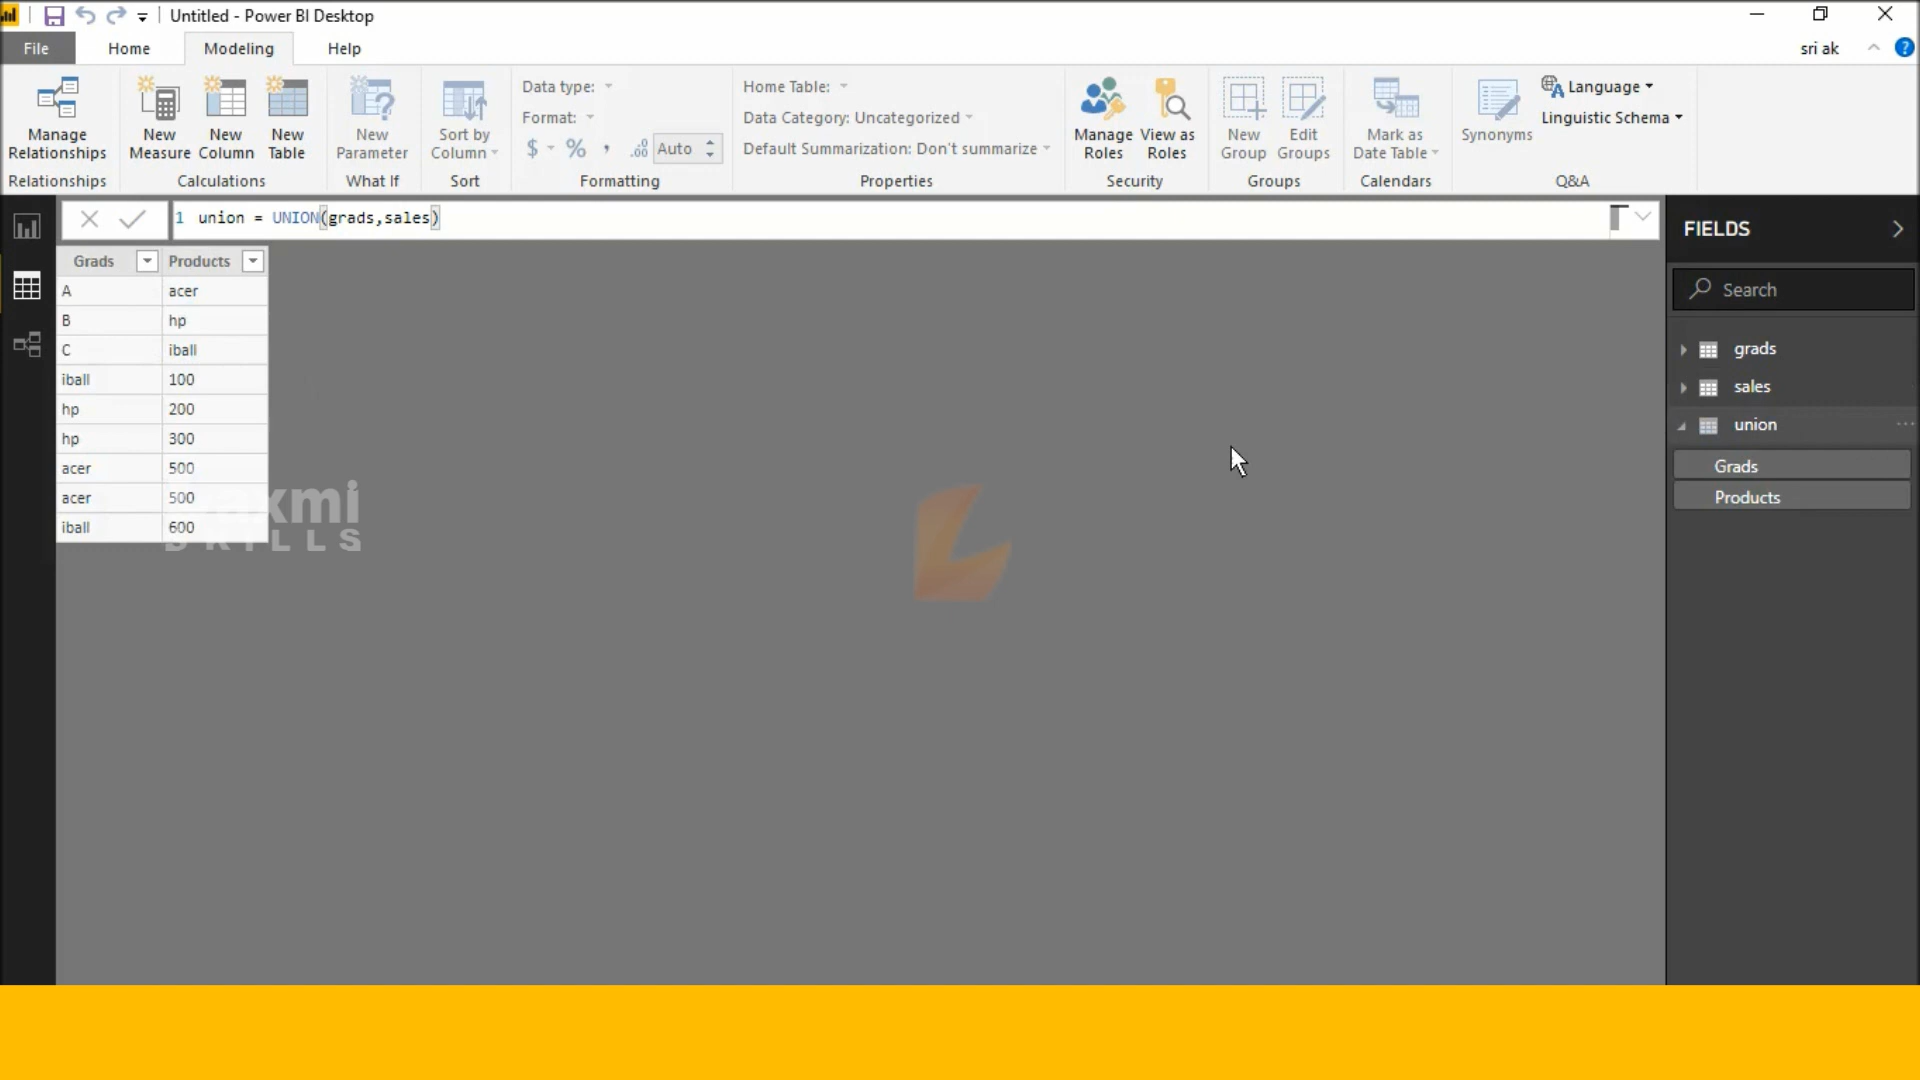 Untitled - Power BI Desktop
File Home Modeling Help sri ak
Manage Relationships
New Measure
New Column
New Table
New Parameter
Sort by Column
Data type:
Format:
$ % , .00 Auto
Home Table:
Data Category: Uncategorized
Default Summarization: Don't summarize
Manage Roles
View as Roles
New Group
Edit Groups
Mark as Date Table
Synonyms
Language
Linguistic Schema
Relationships Calculations What If Sort Formatting Properties Security Groups Calendars Q&A
1 union = UNION(grads,sales)
Grads Products
A acer
B hp
C iball
iball 100
hp 200
hp 300
acer 500
acer 500
iball 600
FIELDS
Search
grads
sales
union
Grads
Products